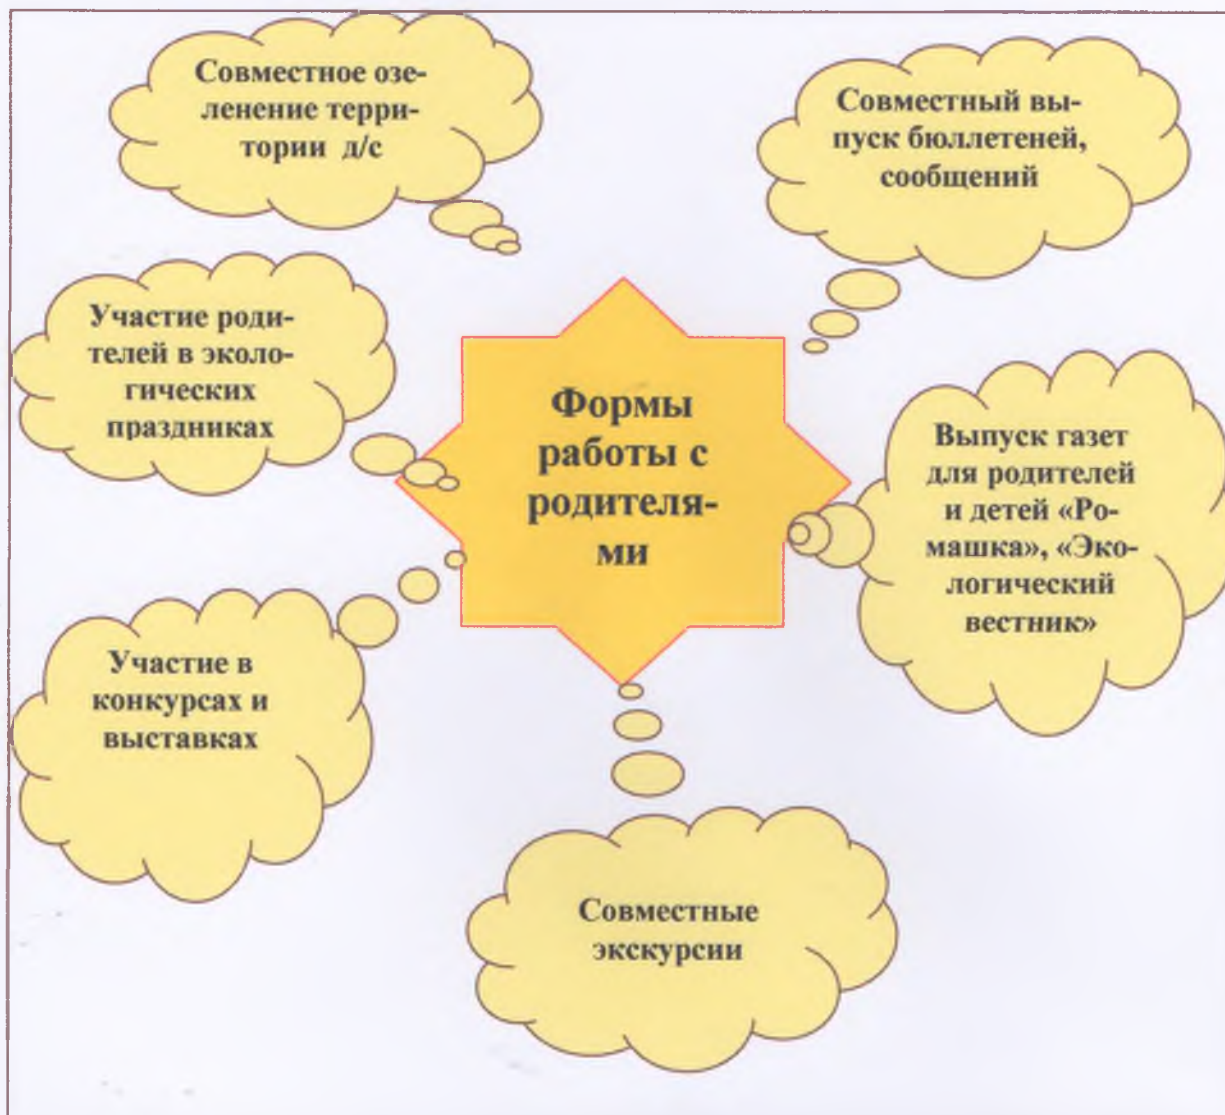 Совместное озе-
ленение терри-
тории д/с
Совместный вы-
пуск бюллетеней,
сообщений
Участие роди-
телей в эколо-
гических
праздниках
Формы
работы с
родителя-
ми
Выпуск газет
для родителей
и детей «Ро-
машка», «Эко-
логический
вестник»
Участие в
конкурсах и
выставках
Совместные
экскурсии